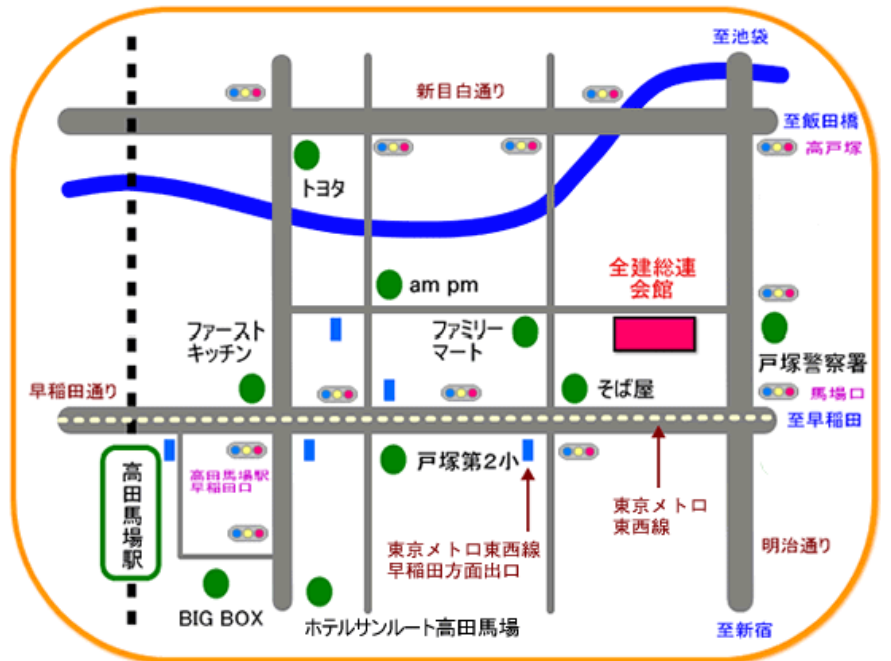 至池袋
新目白通り
至飯田橋
高戸塚
トヨタ
全建総連
会館
am pm
ファースト
キッチン
ファミリー
マート
戸塚警察署
早稲田通り
そば屋
馬場口
至早稲田
高田馬場駅
高田馬場駅
早稲田口
戸塚第2小
東京メトロ
東西線
東京メトロ東西線
早稲田方面出口
明治通り
BIG BOX
ホテルサンルート高田馬場
至新宿